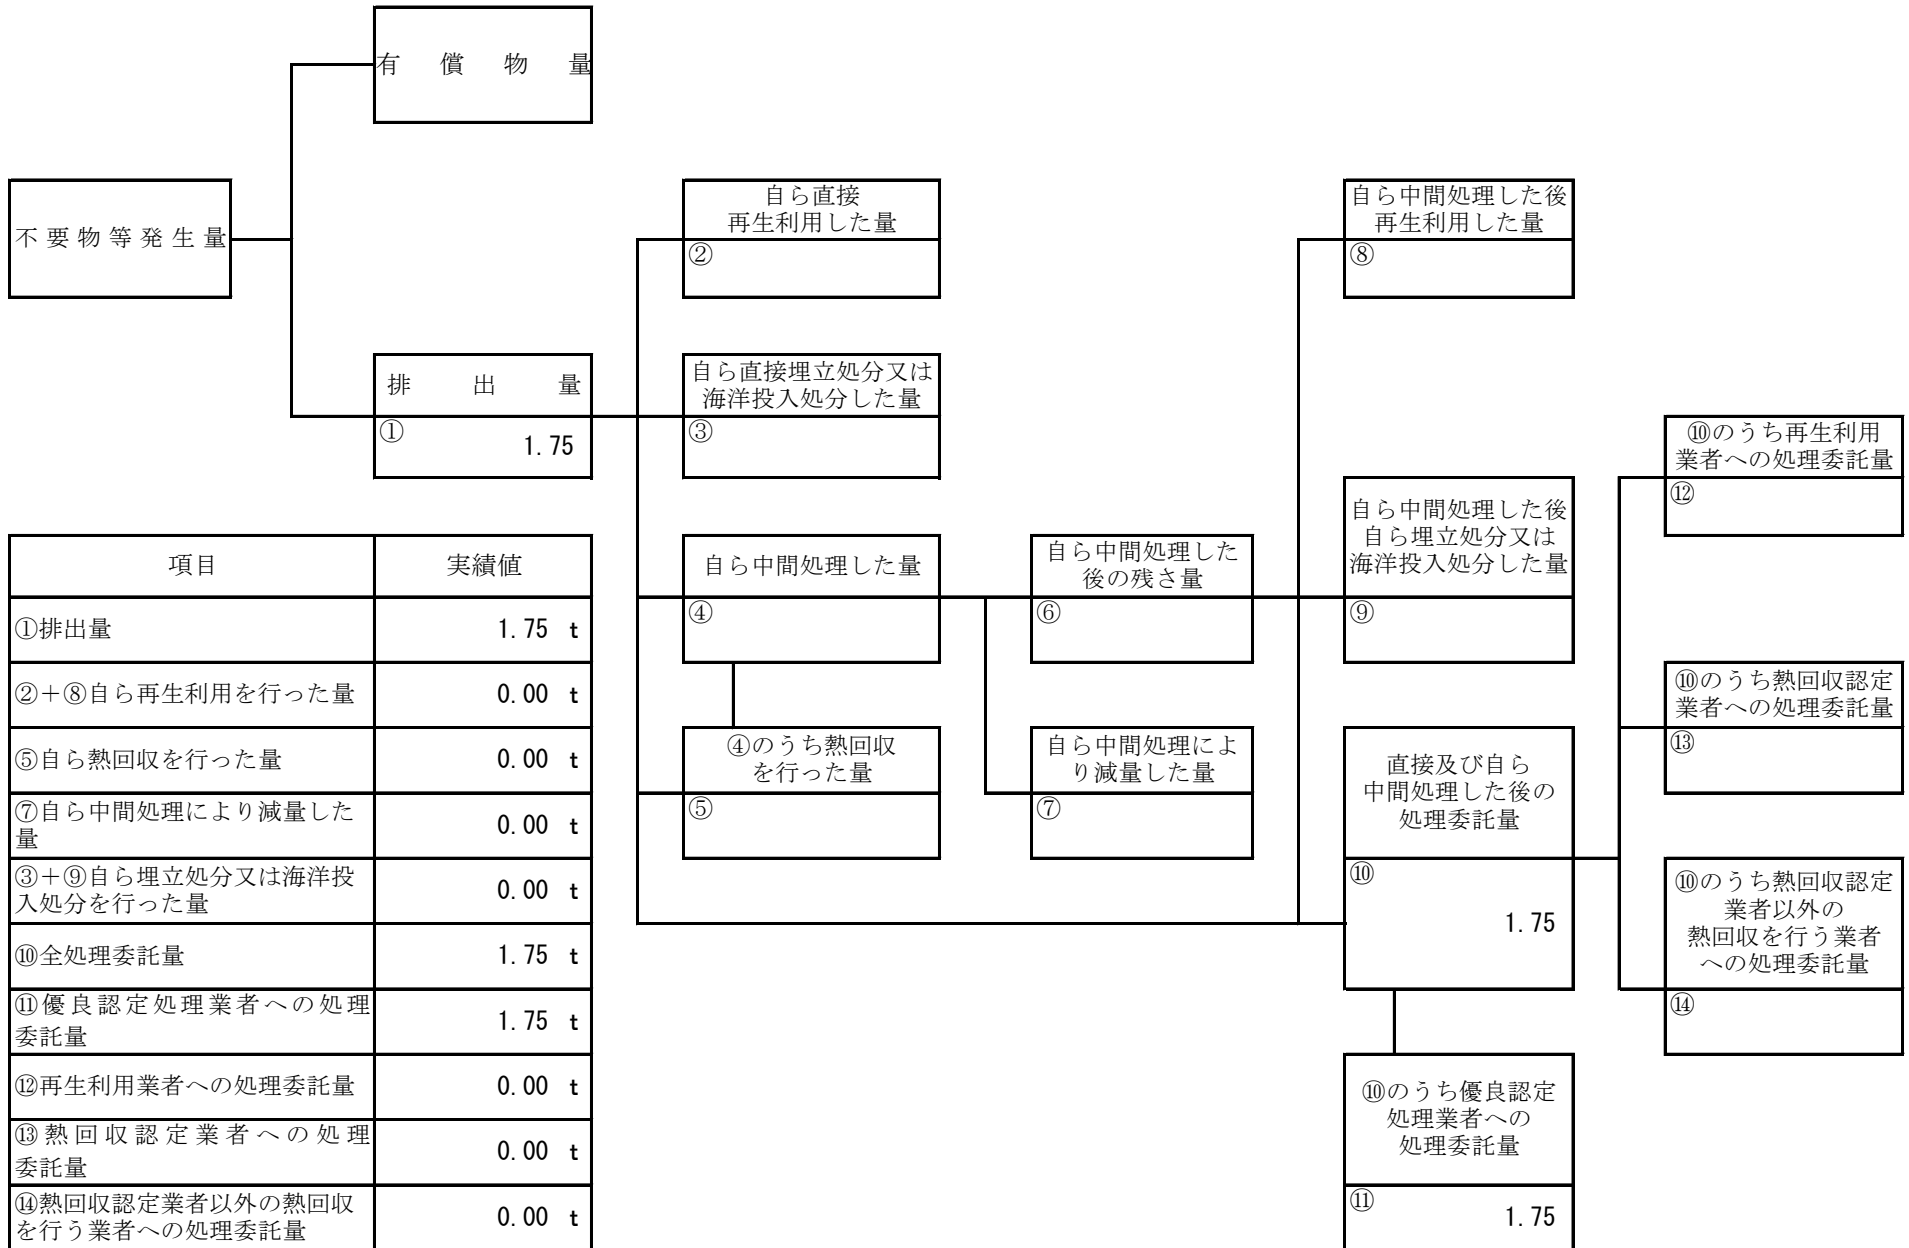 有償物量
不要物等発生量
自ら直接
再生利用した量
②
自ら中間処理した後
再生利用した量
⑧
排出量
①
1.75
自ら直接埋立処分又は
海洋投入処分した量
③
⑩のうち再生利用
業者への処理委託量
⑫
自ら中間処理した量
④
自ら中間処理した
後の残さ量
⑥
自ら中間処理した後
自ら埋立処分又は
海洋投入処分した量
⑨
⑩のうち熱回収認定
業者への処理委託量
⑬
④のうち熱回収
を行った量
⑤
自ら中間処理によ
り減量した量
⑦
直接及び自ら
中間処理した後の
処理委託量
⑩
1.75
⑩のうち熱回収認定
業者以外の
熱回収を行う業者
への処理委託量
⑭
⑩のうち優良認定
処理業者への
処理委託量
⑪
1.75
項目 実績値
①排出量 1.75 t
②+⑧自ら再生利用を行った量 0.00 t
⑤自ら熱回収を行った量 0.00 t
⑦自ら中間処理により減量した
量 0.00 t
③+⑨自ら埋立処分又は海洋投
入処分を行った量 0.00 t
⑩全処理委託量 1.75 t
⑪優良認定処理業者への処理
委託量 1.75 t
⑫再生利用業者への処理委託量 0.00 t
⑬熱回収認定業者への処理
委託量 0.00 t
⑭熱回収認定業者以外の熱回収
を行う業者への処理委託量 0.00 t